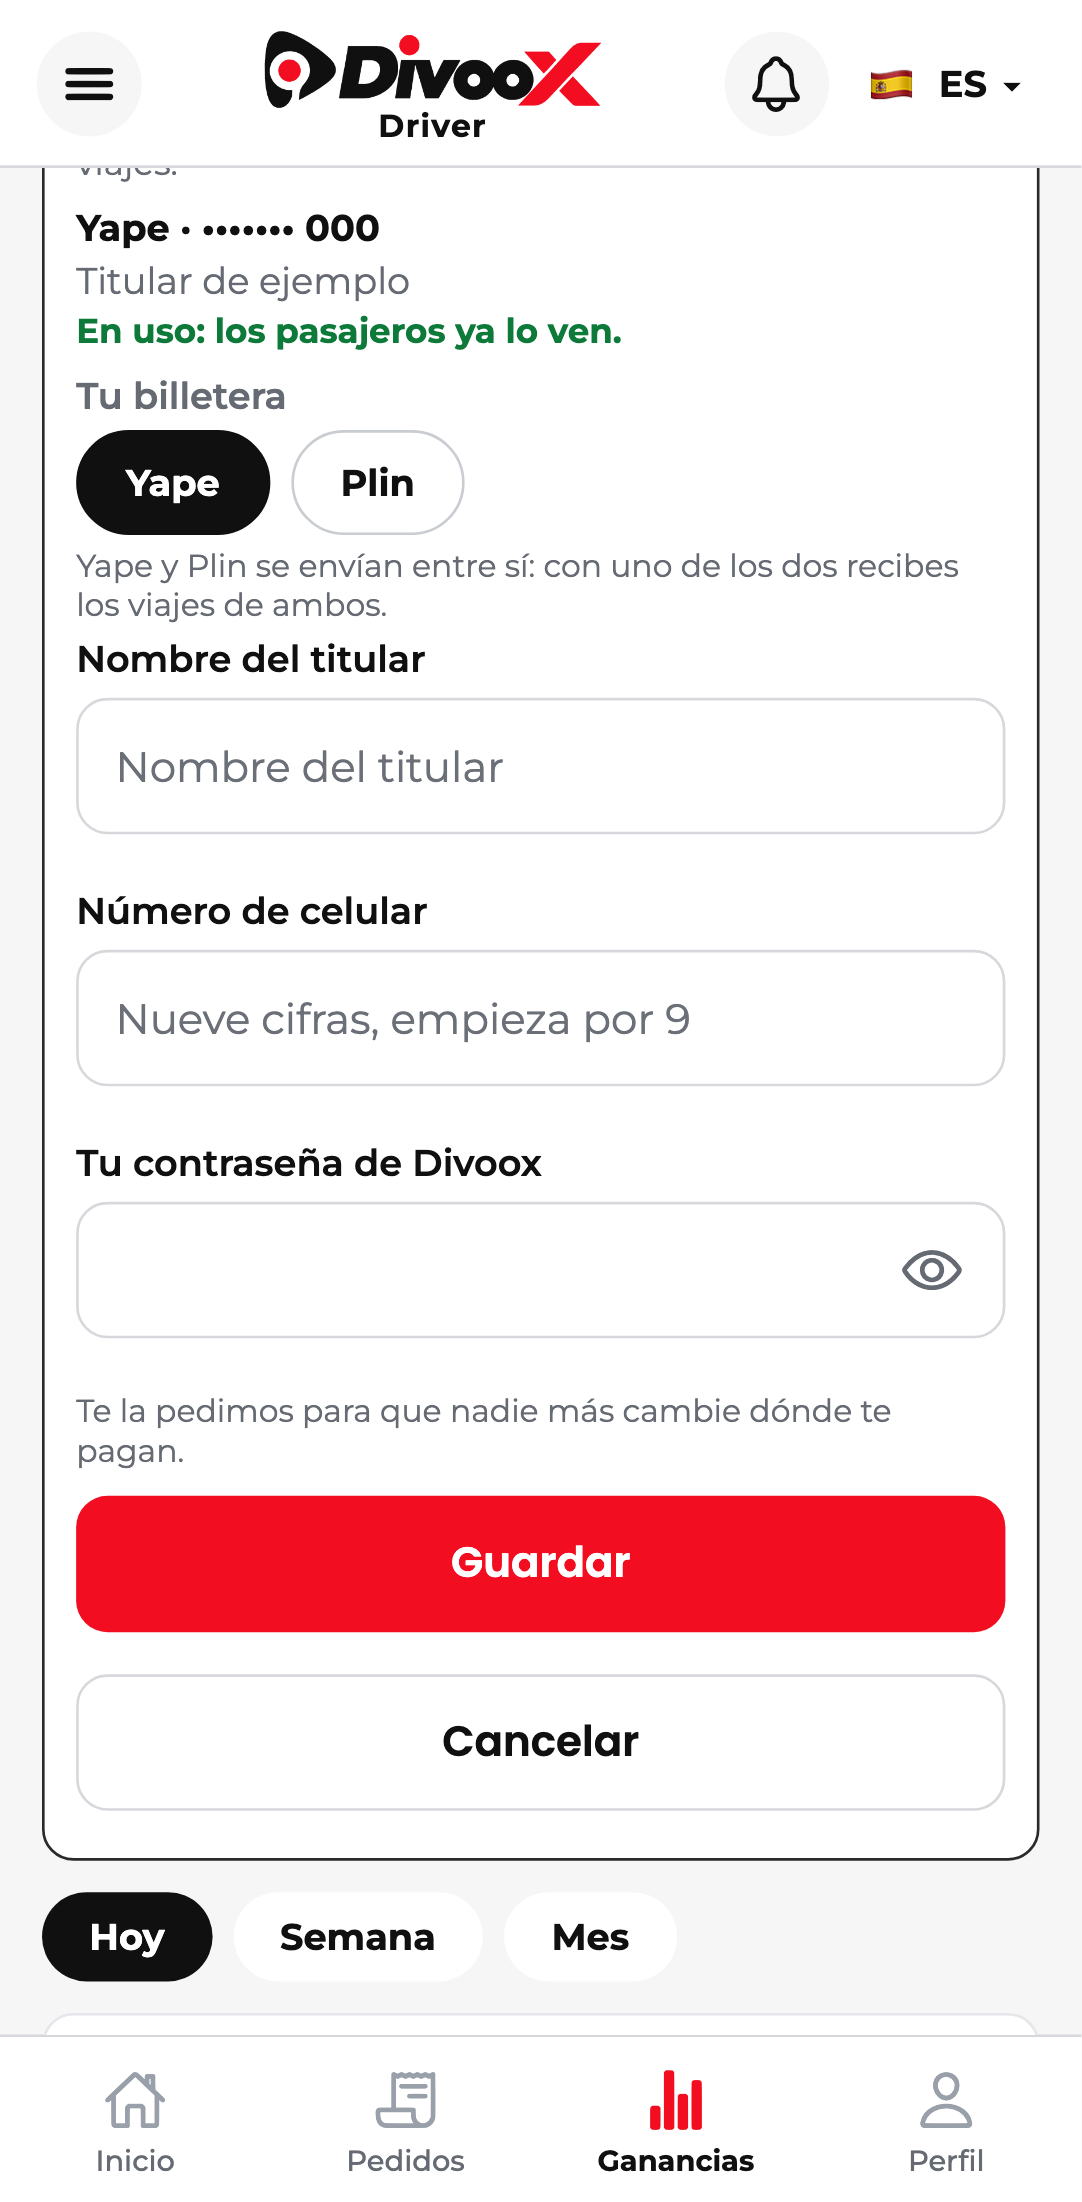 DivooX
Driver
ES
viajes.
Yape · ••••••• 000
Titular de ejemplo
En uso: los pasajeros ya lo ven.
Tu billetera
Yape
Plin
Yape y Plin se envían entre sí: con uno de los dos recibes
los viajes de ambos.
Nombre del titular
Nombre del titular
Número de celular
Nueve cifras, empieza por 9
Tu contraseña de Divoox
Te la pedimos para que nadie más cambie dónde te
pagan.
Guardar
Cancelar
Hoy
Semana
Mes
Inicio
Pedidos
Ganancias
Perfil